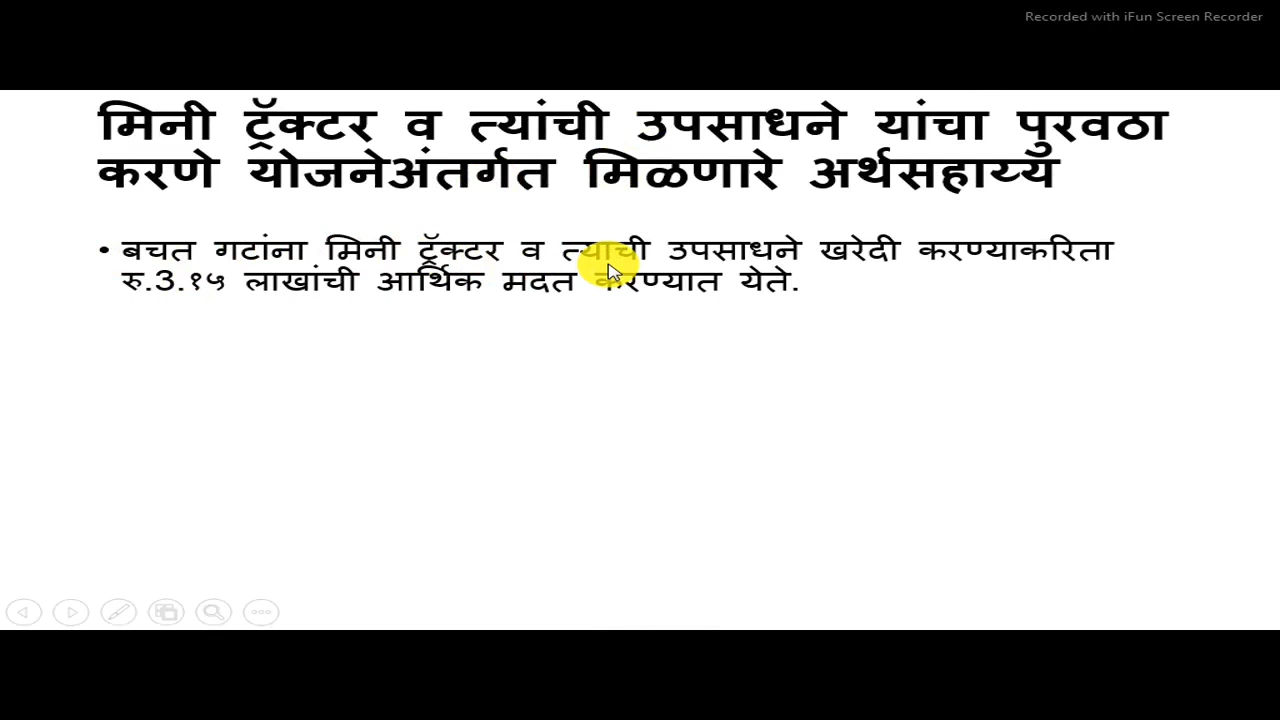 Recorded with iFun Screen Recorder
मिनी ट्रॅक्टर व त्यांची उपसाधने यांचा पुरवठा
करणे योजनेअंतर्गत मिळणारे अर्थसहाय्य
• बचत गटांना मिनी ट्रॅक्टर व त्याची उपसाधने खरेदी करण्याकरिता
रु.3.१५ लाखांची आर्थिक मदत करण्यात येते.